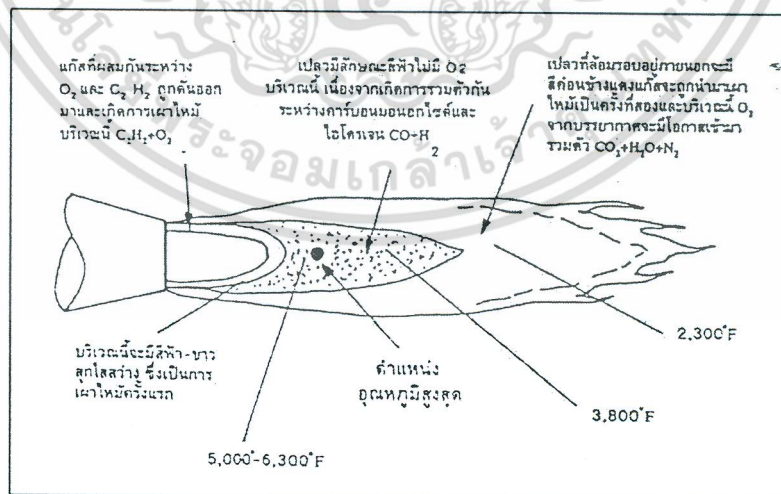 แก๊สที่ผสมกันระหว่าง
O₂ และ C₂ H₂ ถูกดันออก
มาและเกิดการเผาไหม้
บริเวณนี้ C₂H₂+O₂
เปลวมีลักษณะสีฟ้าไม่มี O2
บริเวณนี้ เนื่องจากเกิดการรวมตัวกัน
ระหว่างคาร์บอนมอนอกไซด์และ
ไฮโดรเจน CO+H
2
เปลวที่ล้อมรอบอยู่ภายนอกจะมี
สีค่อนข้างแดงแก๊สจะถูกนำมาเผา
ไหม้เป็นครั้งที่สองและบริเวณนี้ O₂
จากบรรยากาศจะมีโอกาสเข้ามา
รวมตัว CO₂+H₂O+N₂
บริเวณนี้จะมีสีฟ้า-ขาว
สุกใสสว่าง ซึ่งเป็นการ
เผาไหม้ครั้งแรก
ตำแหน่ง
อุณหภูมิสูงสุด
2,300°F
3,800°F
5,000°-6,300°F